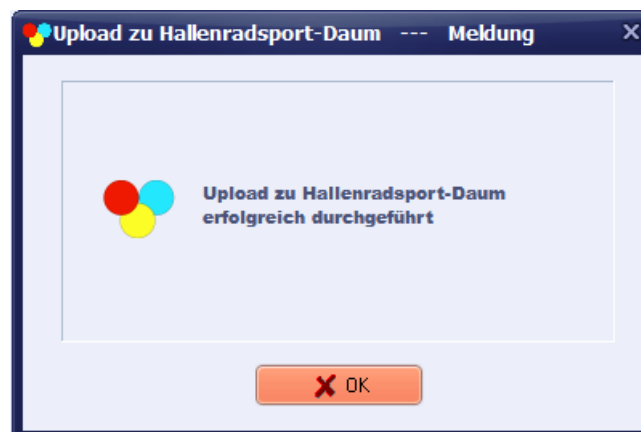 Upload zu Hallenradsport-Daum --- Meldung
Upload zu Hallenradsport-Daum
erfolgreich durchgeführt
OK